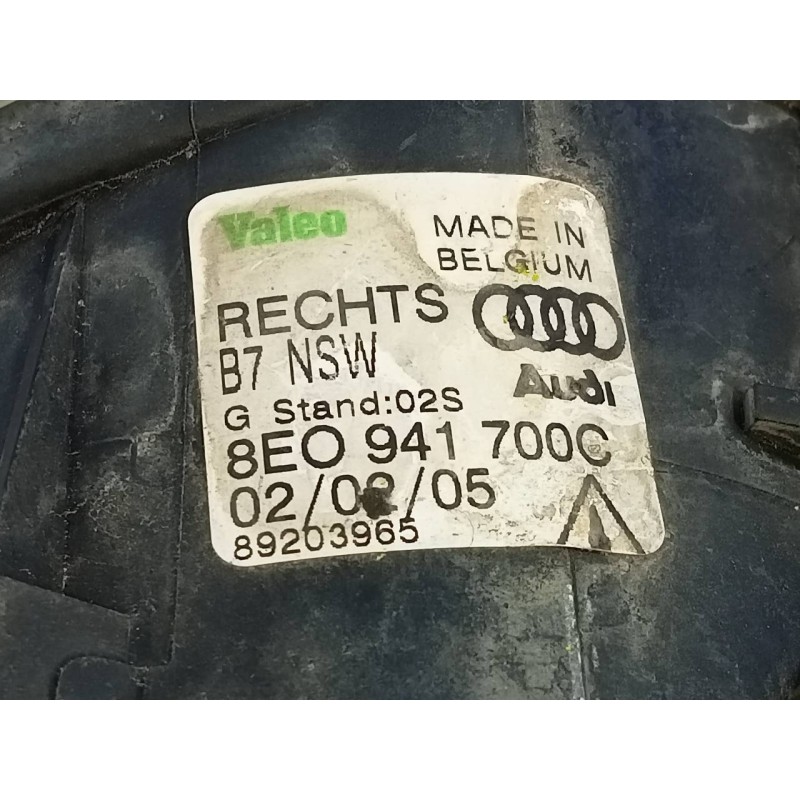 Valeo
MADE IN
BELGIUM
RECHTS
B7 NSW
Audi
G Stand:02S
8E0 941 700C
89203965